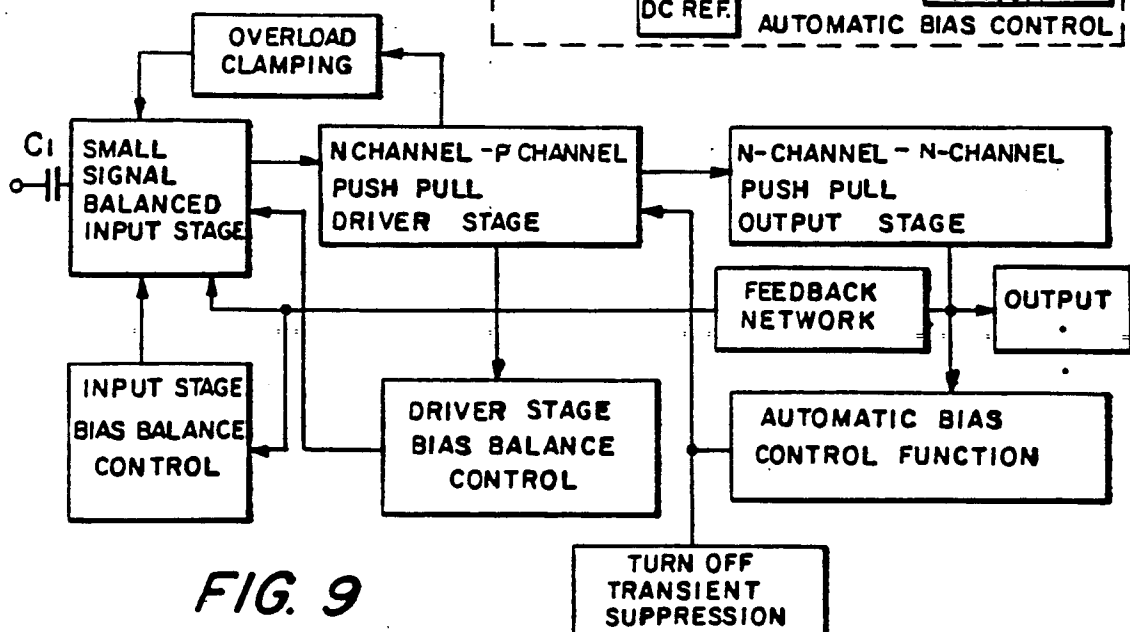 DC REF.
AUTOMATIC BIAS CONTROL
OVERLOAD
CLAMPING
C1
SMALL
SIGNAL
BALANCED
INPUT STAGE
N CHANNEL - P CHANNEL
PUSH PULL
DRIVER STAGE
N-CHANNEL - N-CHANNEL
PUSH PULL
OUTPUT STAGE
FEEDBACK
NETWORK
OUTPUT
INPUT STAGE
BIAS BALANCE
CONTROL
DRIVER STAGE
BIAS BALANCE
CONTROL
AUTOMATIC BIAS
CONTROL FUNCTION
TURN OFF
TRANSIENT
SUPPRESSION
FIG. 9